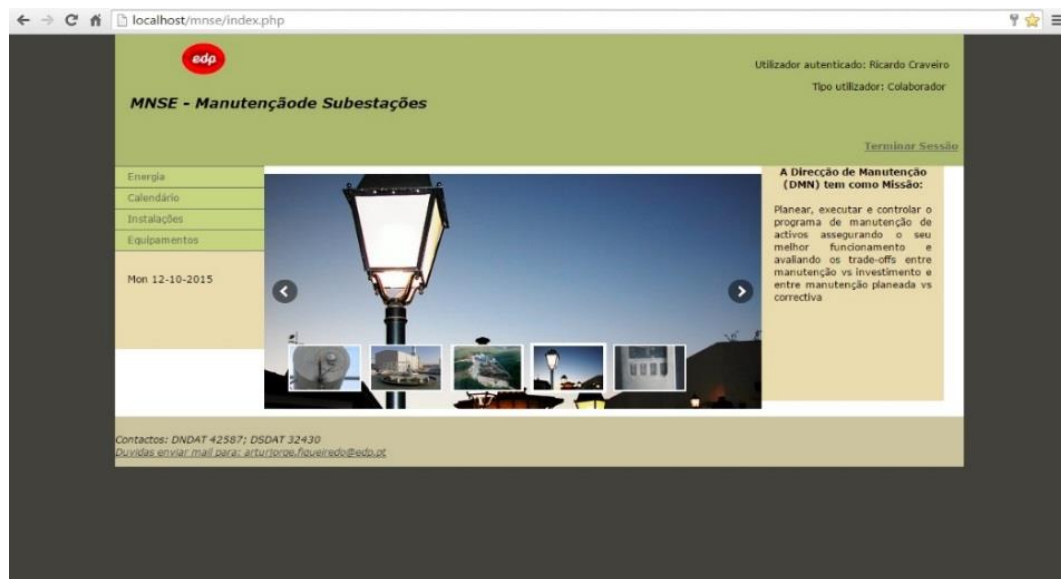 localhost/mnse/index.php
edp
Utilizador autenticado: Ricardo Craveiro
Tipo utilizador: Colaborador
MNSE - Manutençãode Subestações
Terminar Sessão
Energia
Calendário
Instalações
Equipamentos
Mon 12-10-2015
A Direcção de Manutenção
(DMN) tem como Missão:
Planear, executar e controlar o
programa de manutenção de
activos assegurando o seu
melhor funcionamento e
avaliando os trade-offs entre
manutenção vs investimento e
entre manutenção planeada vs
correctiva
Contactos: DNDAT 42587; DSDAT 32430
Duvidas enviar mail para: arturjorge.figueiredo@edp.pt